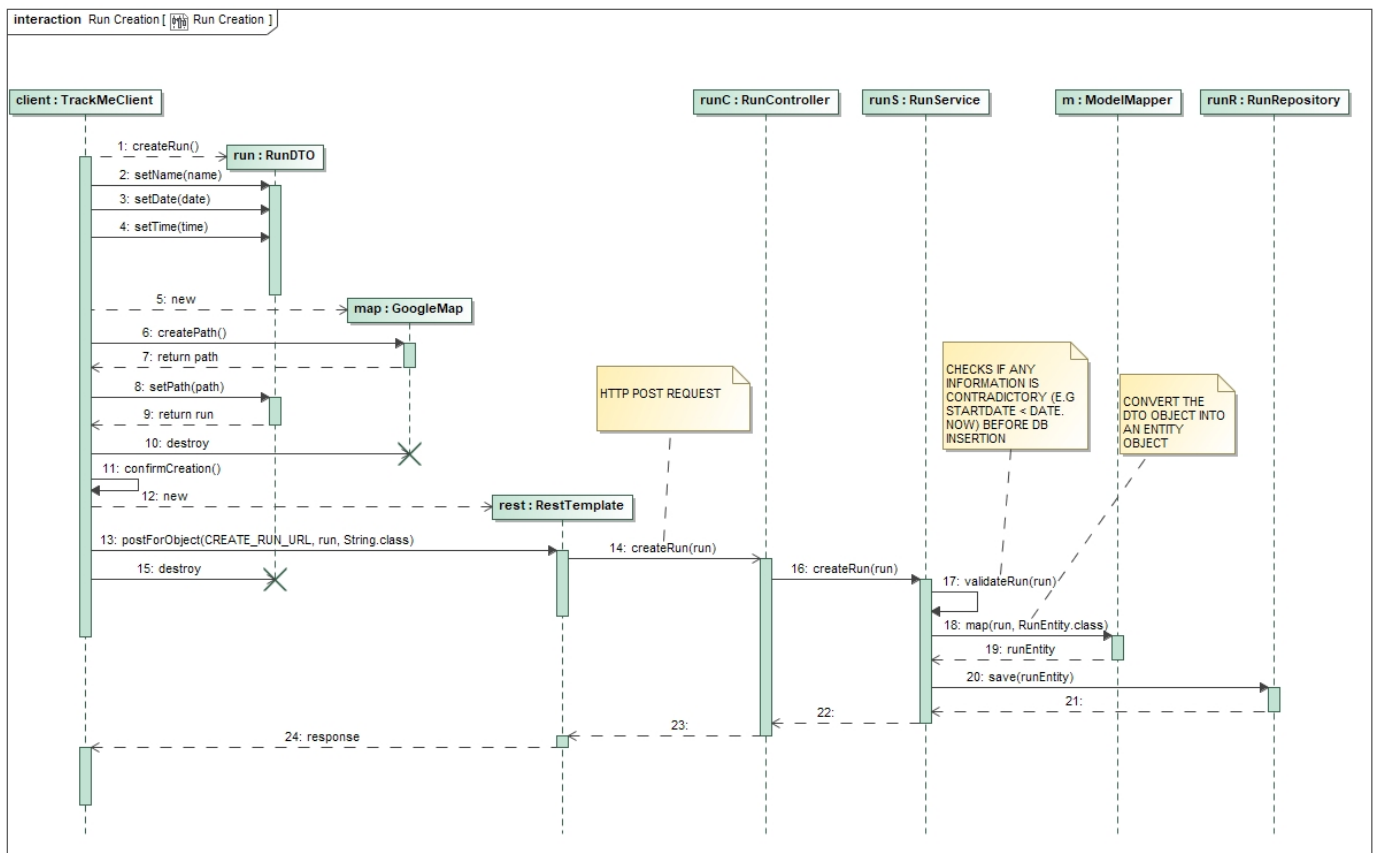 interaction Run Creation [ Run Creation ]
client : TrackMeClient
runC : RunController
runS : RunService
m : ModelMapper
runR : RunRepository
1: createRun()
run : RunDTO
2: setName(name)
3: setDate(date)
4: setTime(time)
5: new
map : GoogleMap
6: createPath()
7: return path
8: setPath(path)
9: return run
10: destroy
11: confirmCreation()
12: new
rest : RestTemplate
HTTP POST REQUEST
CHECKS IF ANY
INFORMATION IS
CONTRADICTORY (E.G
STARTDATE < DATE.
NOW) BEFORE DB
INSERTION
CONVERT THE
DTO OBJECT INTO
AN ENTITY
OBJECT
13: postForObject(CREATE_RUN_URL, run, String.class)
14: createRun(run)
15: destroy
16: createRun(run)
17: validateRun(run)
18: map(run, RunEntity.class)
19: runEntity
20: save(runEntity)
21:
22:
23:
24: response